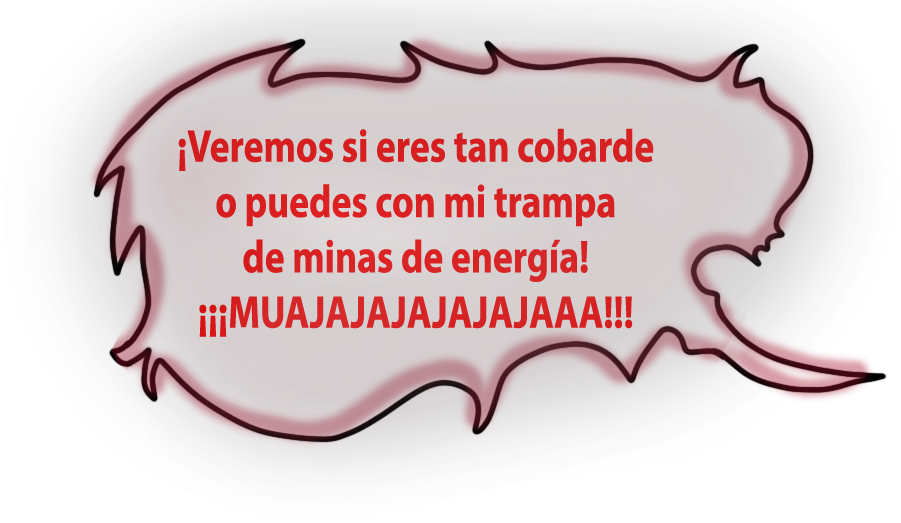 ¡Veremos si eres tan cobarde
o puedes con mi trampa
de minas de energía!
¡¡¡MUAJAJAJAJAJAJAAA!!!